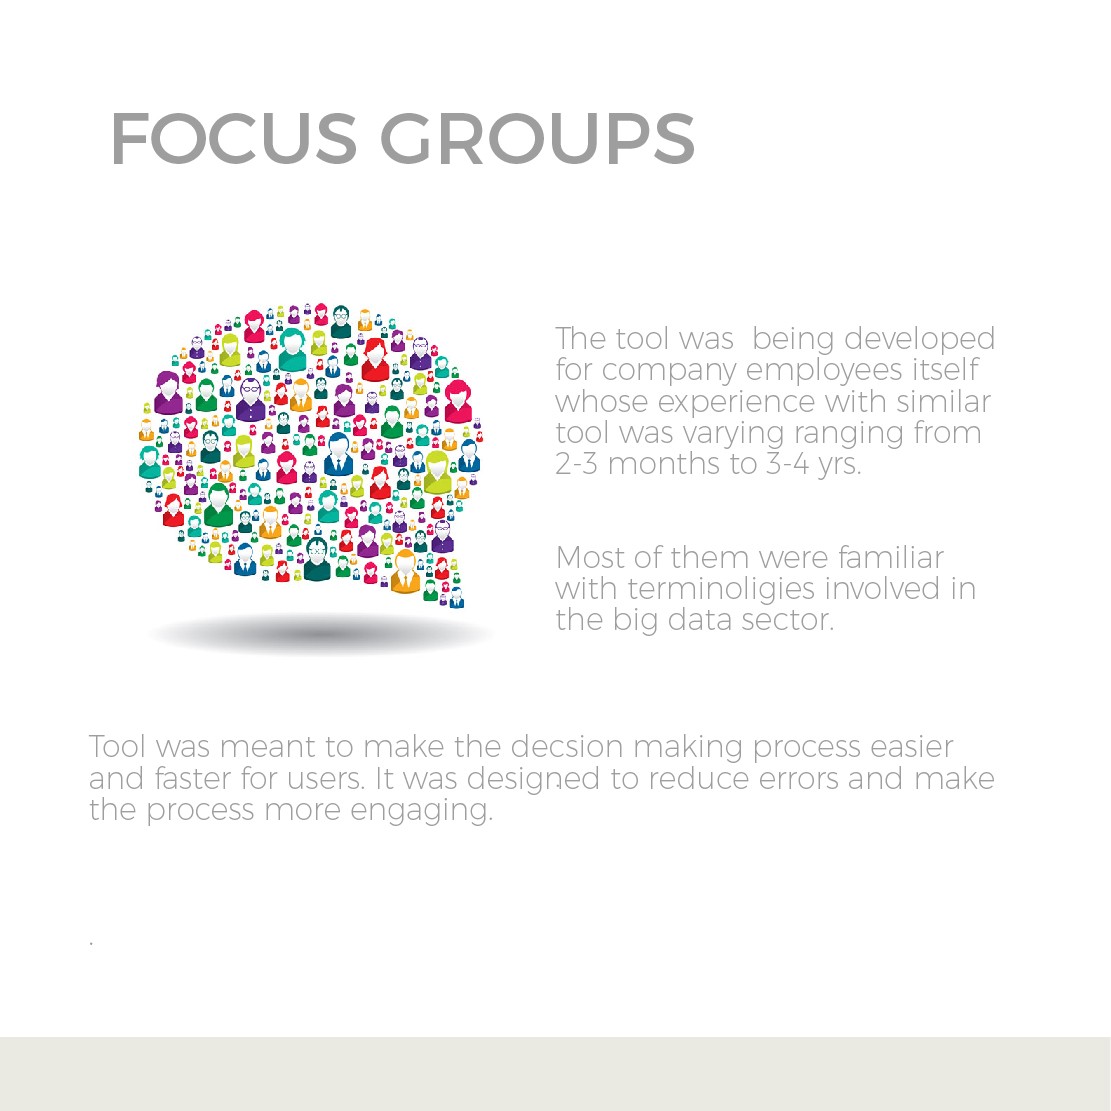 FOCUS GROUPS
The tool was  being developed
for company employees itself
whose experience with similar
tool was varying ranging from
2-3 months to 3-4 yrs.
Most of them were familiar
with terminoligies involved in
the big data sector.
Tool was meant to make the decsion making process easier
and faster for users. It was designed to reduce errors and make
the process more engaging.
.